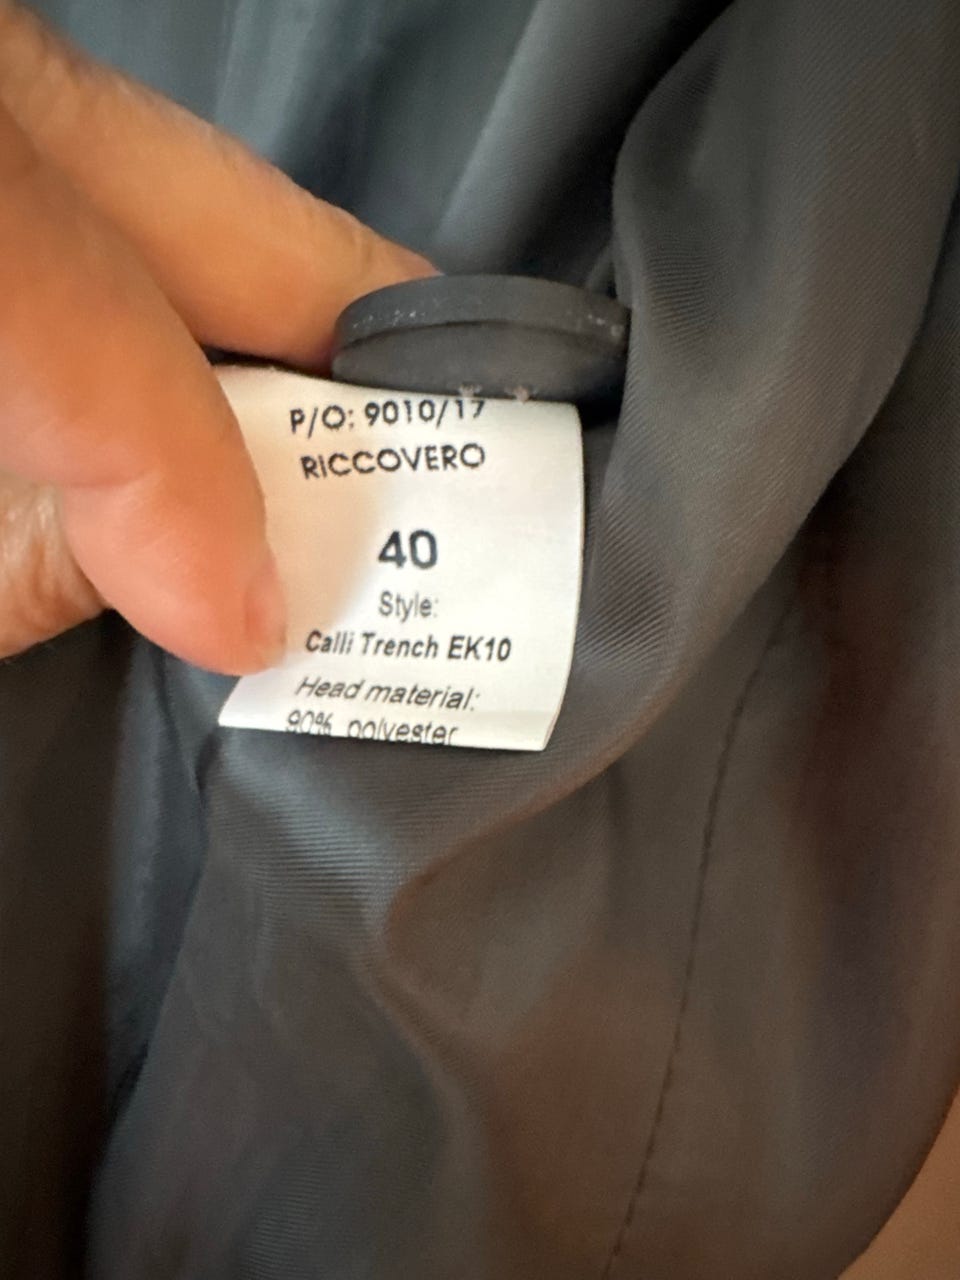 P/O: 9010/17
RICCOVERO
40
Style:
Calli Trench EK10
Head material:
90% polyester